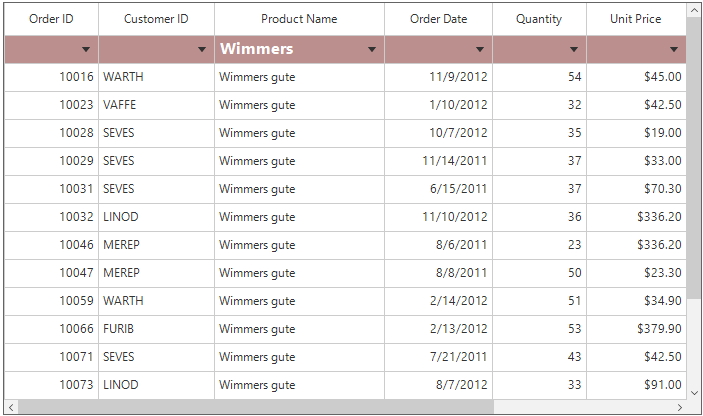 Order ID Customer ID Product Name Order Date Quantity Unit Price
Wimmers
10016 WARTH Wimmers gute 11/9/2012 54 $45.00
10023 VAFFE Wimmers gute 1/10/2012 32 $42.50
10028 SEVES Wimmers gute 10/7/2012 35 $19.00
10029 SEVES Wimmers gute 11/14/2011 37 $33.00
10031 SEVES Wimmers gute 6/15/2011 37 $70.30
10032 LINOD Wimmers gute 11/10/2012 36 $336.20
10046 MEREP Wimmers gute 8/6/2011 23 $336.20
10047 MEREP Wimmers gute 8/8/2011 50 $23.30
10059 WARTH Wimmers gute 2/14/2012 51 $34.90
10066 FURIB Wimmers gute 2/13/2012 53 $379.90
10071 SEVES Wimmers gute 7/21/2011 43 $42.50
10073 LINOD Wimmers gute 8/7/2012 33 $91.00